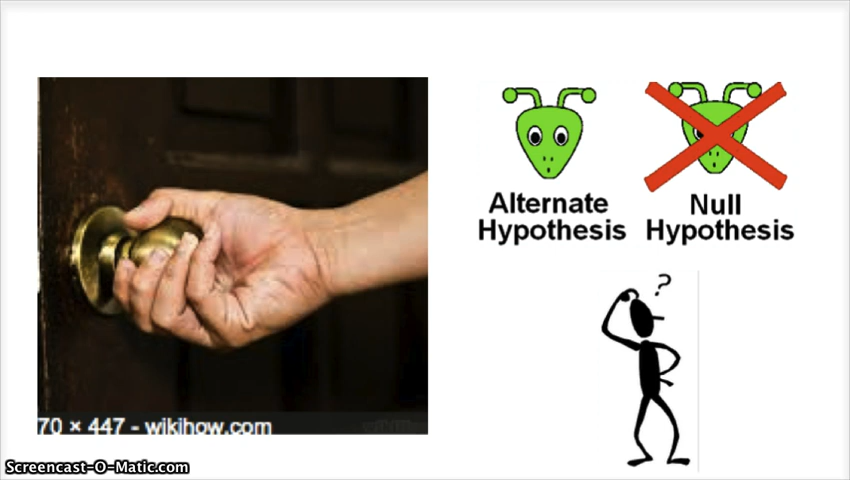 Alternate
Hypothesis
Null
Hypothesis
?
70 × 447 - wikihow.com
Screencast-O-Matic.com